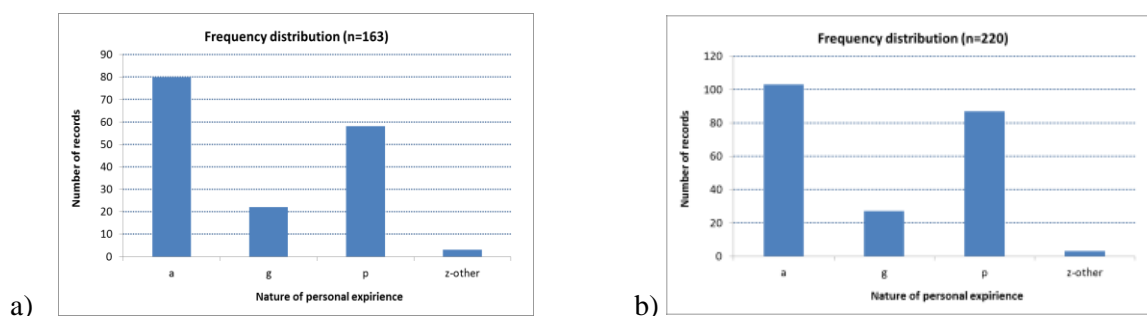 Frequency distribution (n=163)
Number of records
90
80
70
60
50
40
30
20
10
0
a g p z-other
Nature of personal expirience
a)
Frequency distribution (n=220)
Number of records
120
100
80
60
40
20
0
a g p z-other
Nature of personal expirience
b)